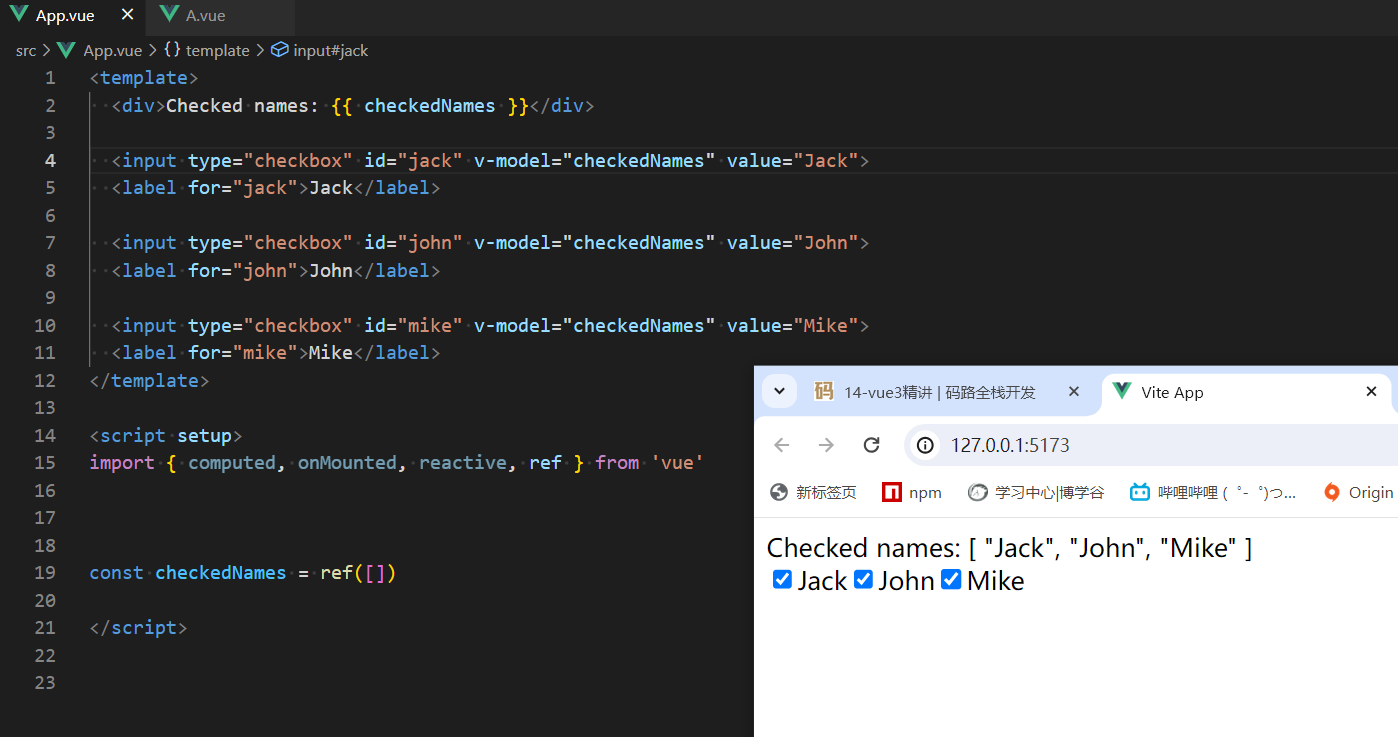 App.vue
A.vue
src > App.vue > {} template > input#jack
1 <template>
2 <div>Checked names: {{ checkedNames }}</div>
3
4 <input type="checkbox" id="jack" v-model="checkedNames" value="Jack">
5 <label for="jack">Jack</label>
6
7 <input type="checkbox" id="john" v-model="checkedNames" value="John">
8 <label for="john">John</label>
9
10 <input type="checkbox" id="mike" v-model="checkedNames" value="Mike">
11 <label for="mike">Mike</label>
12 </template>
13
14 <script setup>
15 import { computed, onMounted, reactive, ref } from 'vue'
16
17
18
19 const checkedNames = ref([])
20
21 </script>
22
23
码 14-vue3精讲 | 码路全栈开发
Vite App
127.0.0.1:5173
新标签页 npm 学习中心|博学谷 哔哩哔哩 (゜-゜)つ... Origin
Checked names: [ "Jack", "John", "Mike" ]
Jack John Mike